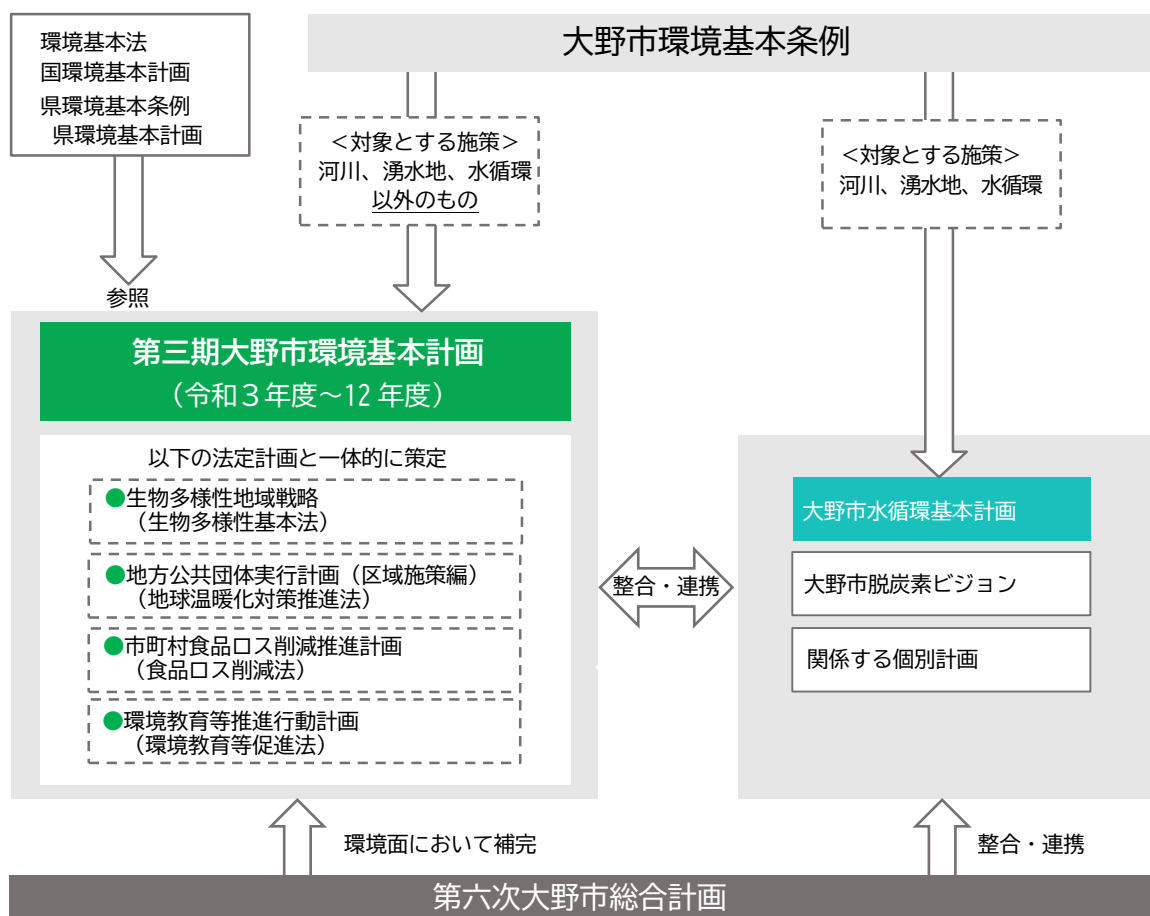 環境基本法
国環境基本計画
県環境基本条例
県環境基本計画
大野市環境基本条例
＜対象とする施策＞
河川、湧水地、水循環
以外のもの
＜対象とする施策＞
河川、湧水地、水循環
参照
第三期大野市環境基本計画
（令和３年度～12年度）
以下の法定計画と一体的に策定
●生物多様性地域戦略
（生物多様性基本法）
●地方公共団体実行計画（区域施策編）
（地球温暖化対策推進法）
●市町村食品ロス削減推進計画
（食品ロス削減法）
●環境教育等推進行動計画
（環境教育等促進法）
整合・連携
大野市水循環基本計画
大野市脱炭素ビジョン
関係する個別計画
環境面において補完
整合・連携
第六次大野市総合計画